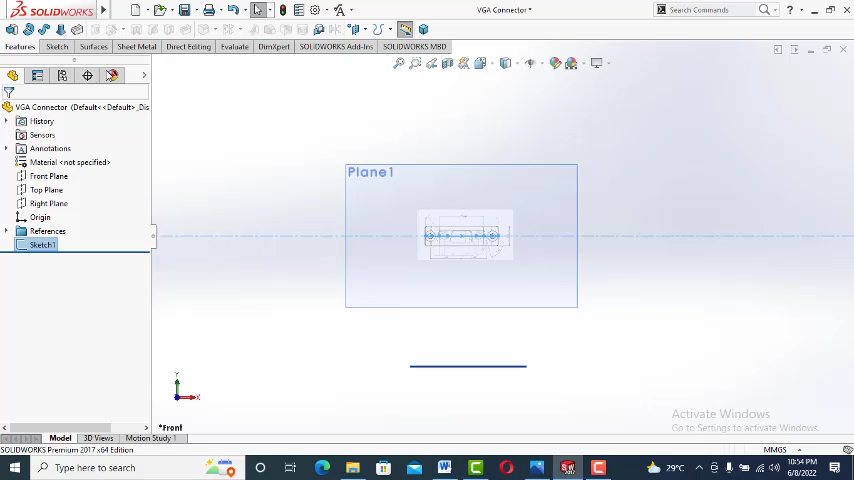 SOLIDWORKS
VGA Connector *
Search Commands
Features
Sketch
Surfaces
Sheet Metal
Direct Editing
Evaluate
DimXpert
SOLIDWORKS Add-Ins
SOLIDWORKS MBD
VGA Connector (Default<<Default>_Dis
History
Sensors
Annotations
Material <not specified>
Front Plane
Top Plane
Right Plane
Origin
References
Sketch1
Plane1
Y
X
*Front
Activate Windows
Go to Settings to activate Windows.
Model
3D Views
Motion Study 1
SOLIDWORKS Premium 2017 x64 Edition
MMGS
Type here to search
29°C
10:54 PM
6/8/2022